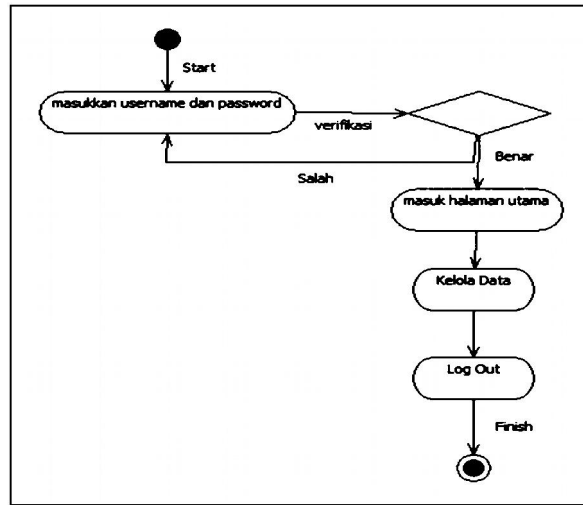 Start
masukkan username dan password
verifikasi
Benar
Salah
masuk halaman utama
Kelola Data
Log Out
Finish